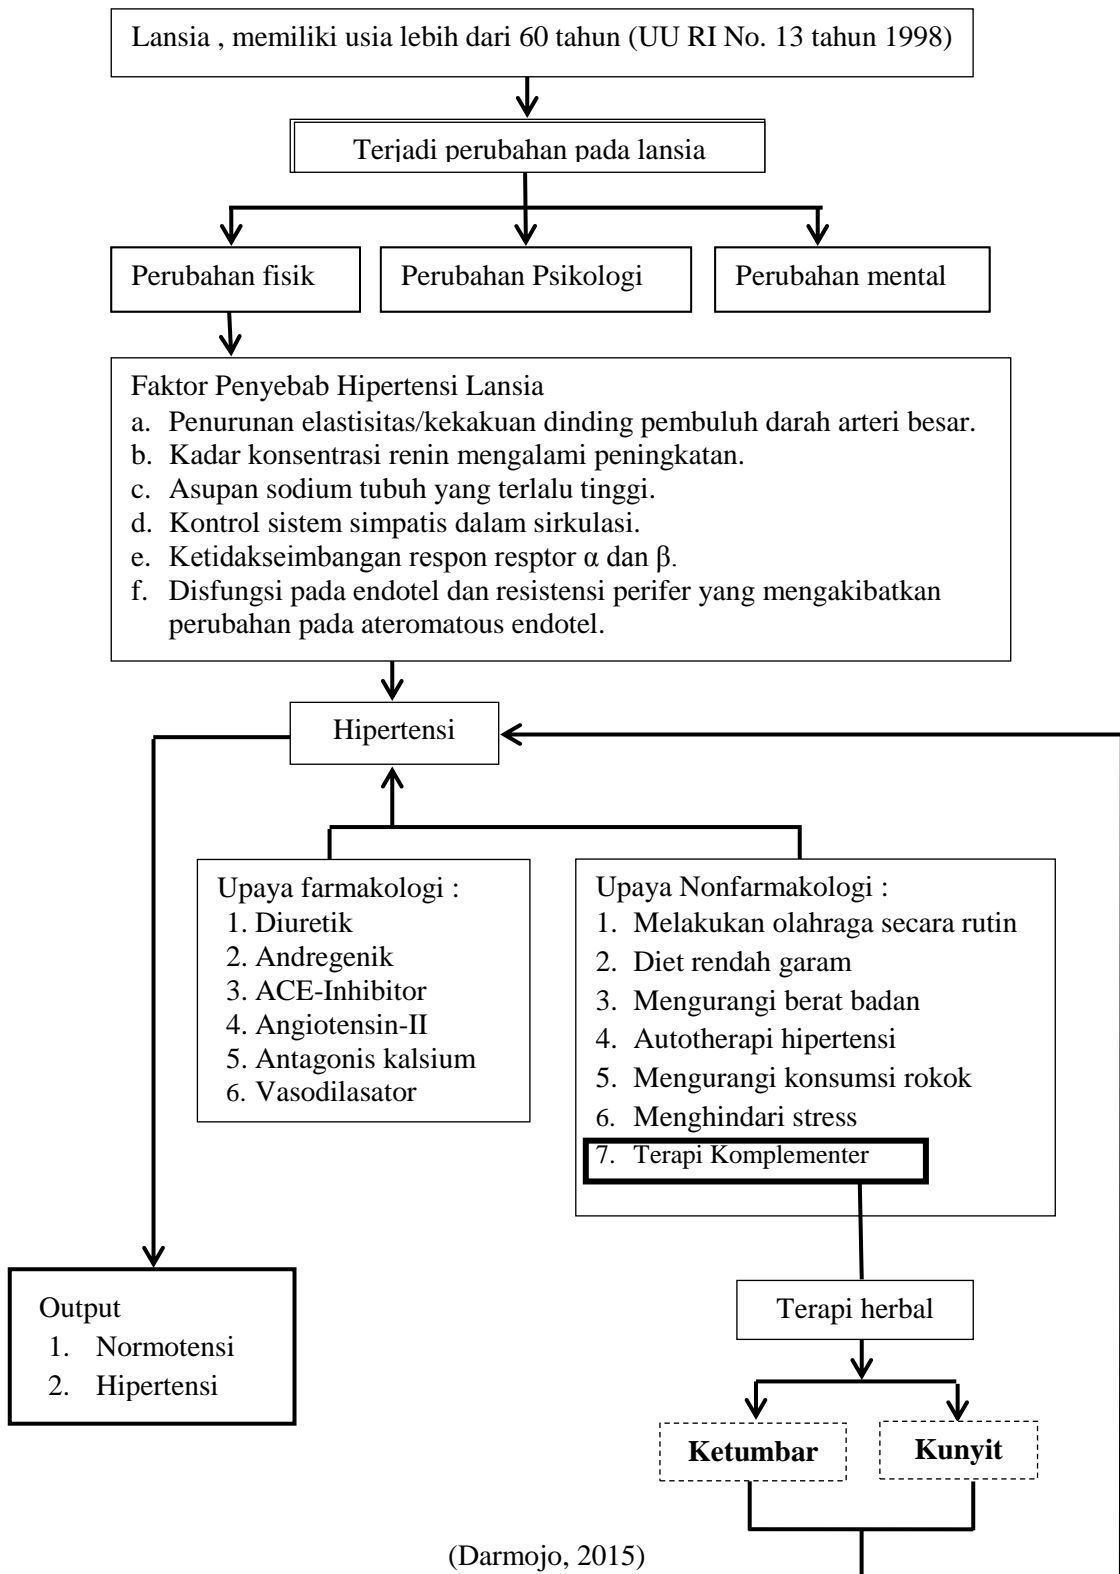 Lansia , memiliki usia lebih dari 60 tahun (UU RI No. 13 tahun 1998)
Terjadi perubahan pada lansia
Perubahan fisik
Perubahan Psikologi
Perubahan mental
Faktor Penyebab Hipertensi Lansia
a. Penurunan elastisitas/kekakuan dinding pembuluh darah arteri besar.
b. Kadar konsentrasi renin mengalami peningkatan.
c. Asupan sodium tubuh yang terlalu tinggi.
d. Kontrol sistem simpatis dalam sirkulasi.
e. Ketidakseimbangan respon resptor α dan β.
f. Disfungsi pada endotel dan resistensi perifer yang mengakibatkan
perubahan pada ateromatous endotel.
Hipertensi
Upaya farmakologi :
1. Diuretik
2. Andregenik
3. ACE-Inhibitor
4. Angiotensin-II
5. Antagonis kalsium
6. Vasodilasator
Upaya Nonfarmakologi :
1. Melakukan olahraga secara rutin
2. Diet rendah garam
3. Mengurangi berat badan
4. Autotherapi hipertensi
5. Mengurangi konsumsi rokok
6. Menghindari stress
7. Terapi Komplementer
Output
1. Normotensi
2. Hipertensi
Terapi herbal
Ketumbar
Kunyit
(Darmojo, 2015)